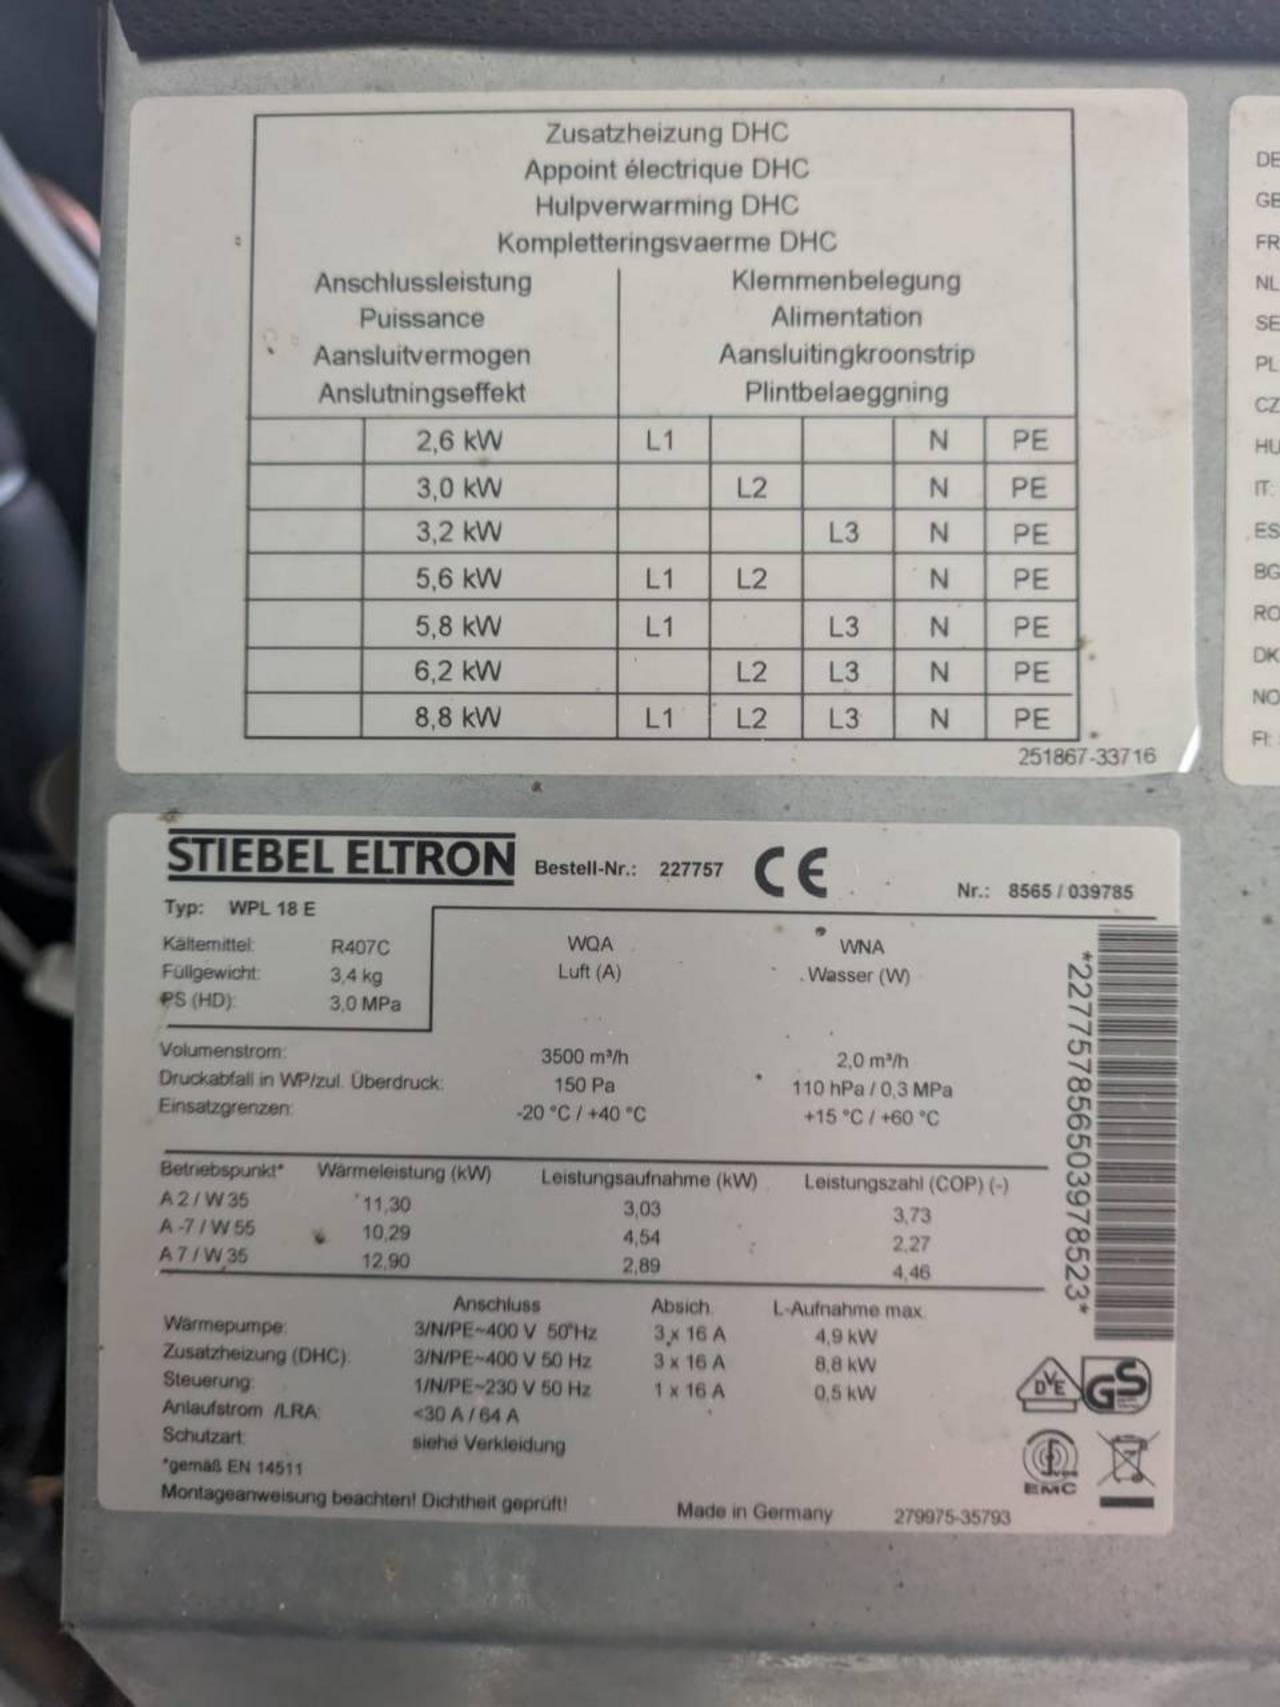 Zusatzheizung DHC
Appoint électrique DHC
Hulpverwarming DHC
Kompletteringsvaerme DHC
Anschlussleistung Klemmenbelegung
Puissance Alimentation
Aansluitvermogen Aansluitingkroonstrip
Anslutningseffekt Plintbelaeggning
2,6 kW L1 N PE
3,0 kW L2 N PE
3,2 kW L3 N PE
5,6 kW L1 L2 N PE
5,8 kW L1 L3 N PE
6,2 kW L2 L3 N PE
8,8 kW L1 L2 L3 N PE
251867-33716
DE
GB
FR
NL
SE
PL
CZ
HU
IT:
ES
BG
RO
DK
NO
FI:
STIEBEL ELTRON Bestell-Nr.: 227757 CE Nr.: 8565 / 039785
Typ: WPL 18 E
Kältemittel: R407C WQA WNA
Füllgewicht: 3,4 kg Luft (A) Wasser (W)
PS (HD): 3,0 MPa
Volumenstrom: 3500 m³/h 2,0 m³/h
Druckabfall in WP/zul. Überdruck: 150 Pa 110 hPa / 0,3 MPa
Einsatzgrenzen: -20 °C / +40 °C +15 °C / +60 °C
Betriebspunkt* Wärmeleistung (kW) Leistungsaufnahme (kW) Leistungszahl (COP) (-)
A 2 / W 35 11,30 3,03 3,73
A -7 / W 55 10,29 4,54 2,27
A 7 / W 35 12,90 2,89 4,46
Anschluss Absich. L-Aufnahme max.
Wärmepumpe: 3/N/PE~400 V 50 Hz 3 x 16 A 4,9 kW
Zusatzheizung (DHC): 3/N/PE~400 V 50 Hz 3 x 16 A 8,8 kW
Steuerung: 1/N/PE~230 V 50 Hz 1 x 16 A 0,5 kW
Anlaufstrom /LRA: <30 A / 64 A
Schutzart: siehe Verkleidung
*gemäß EN 14511
Montageanweisung beachten! Dichtheit geprüft! Made in Germany 279975-35793
*227757856503978523*
DVE GS
EMC